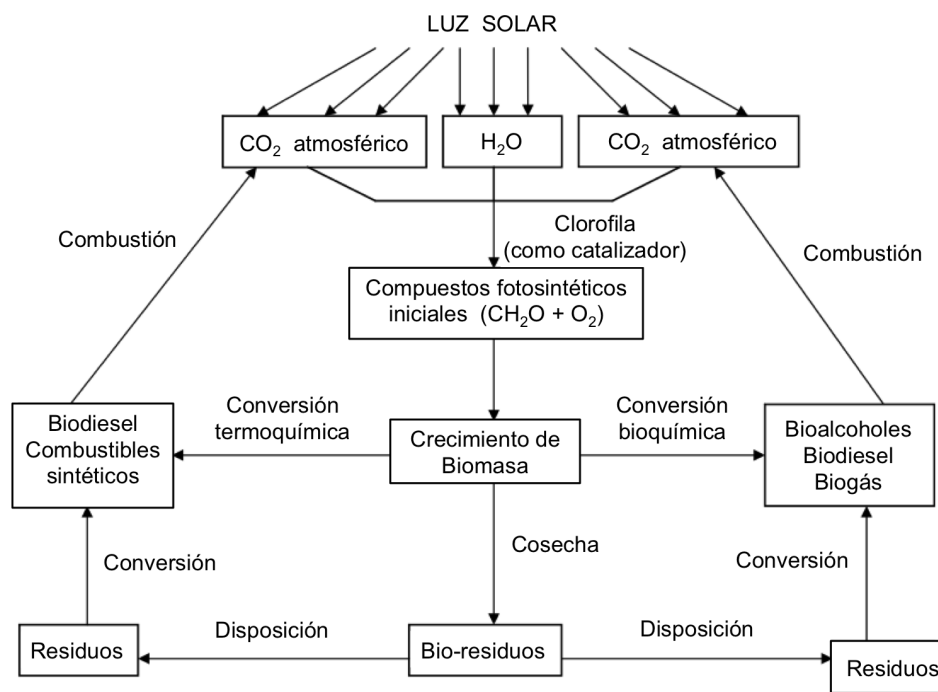 LUZ SOLAR
CO₂ atmosférico
H₂O
CO₂ atmosférico
Combustión
Clorofila
(como catalizador)
Combustión
Compuestos fotosintéticos
iniciales (CH₂O + O₂)
Biodiesel
Combustibles
sintéticos
Conversión
termoquímica
Crecimiento de
Biomasa
Conversión
bioquímica
Bioalcoholes
Biodiesel
Biogás
Conversión
Cosecha
Conversión
Residuos
Disposición
Bio-residuos
Disposición
Residuos